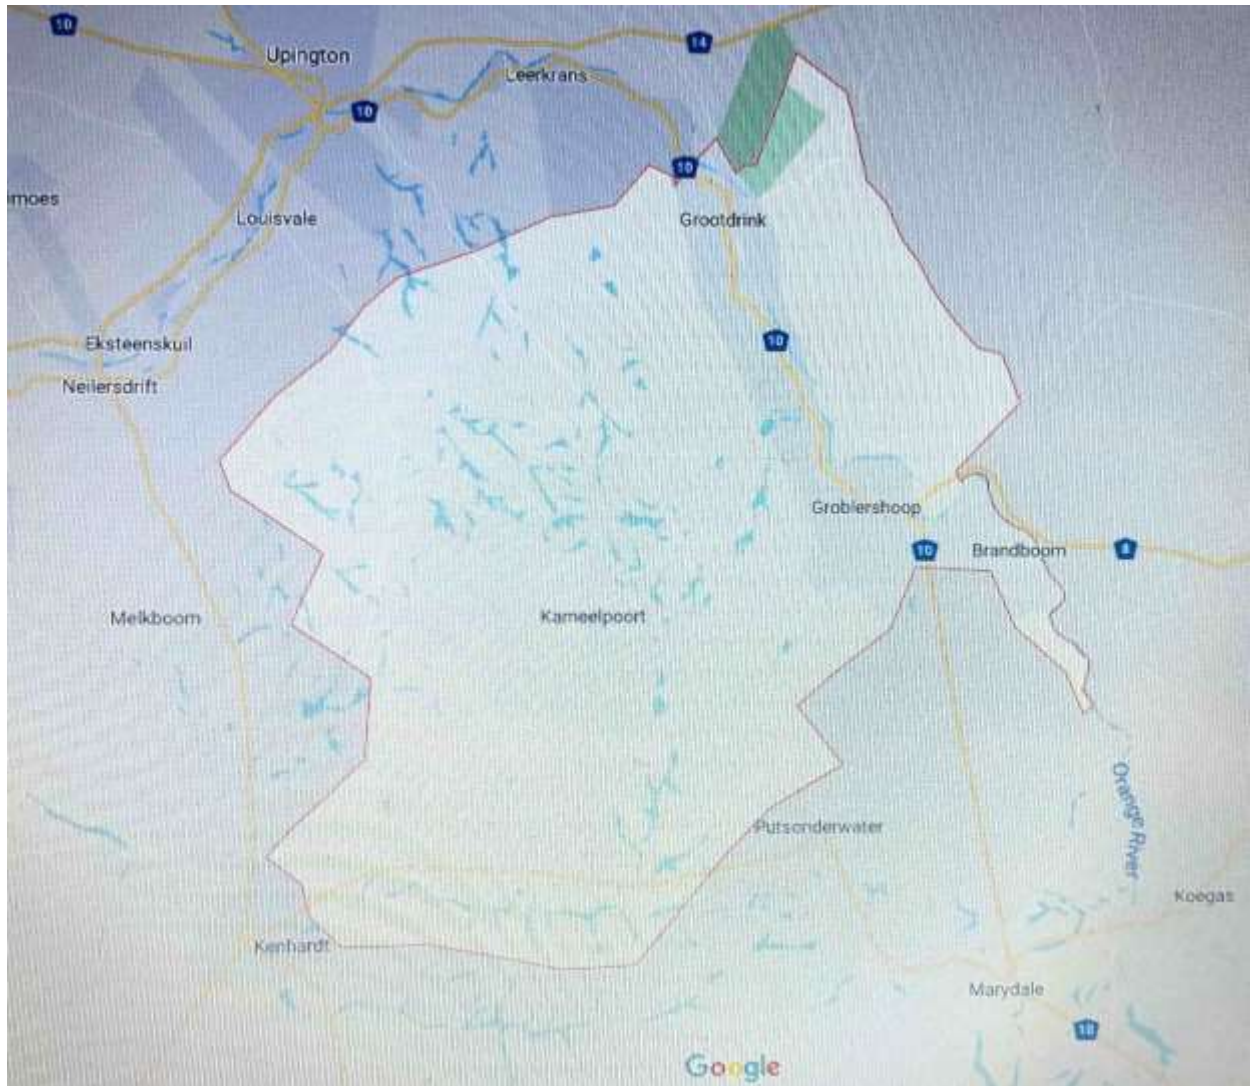 10
14
Upington
Leerkrans
10
10
moes
Louisvale
Grootdrink
10
Eksteenskuil
Neilersdrift
Groblershoop
10
Brandboom
8
Melkboom
Kameelpoort
Orange River
Putsonderwater
Koegas
Kenhardt
Marydale
10
Google